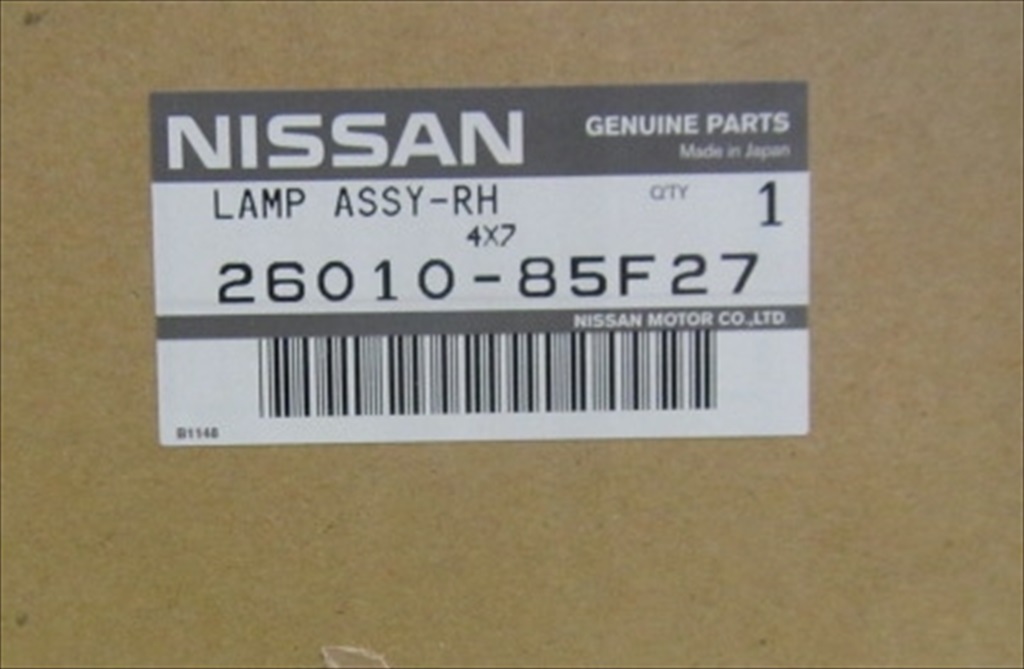 NISSAN GENUINE PARTS
Made in Japan
LAMP ASSY-RH Q'TY 1
4X7
26010-85F27
NISSAN MOTOR CO.,LTD.
B1148